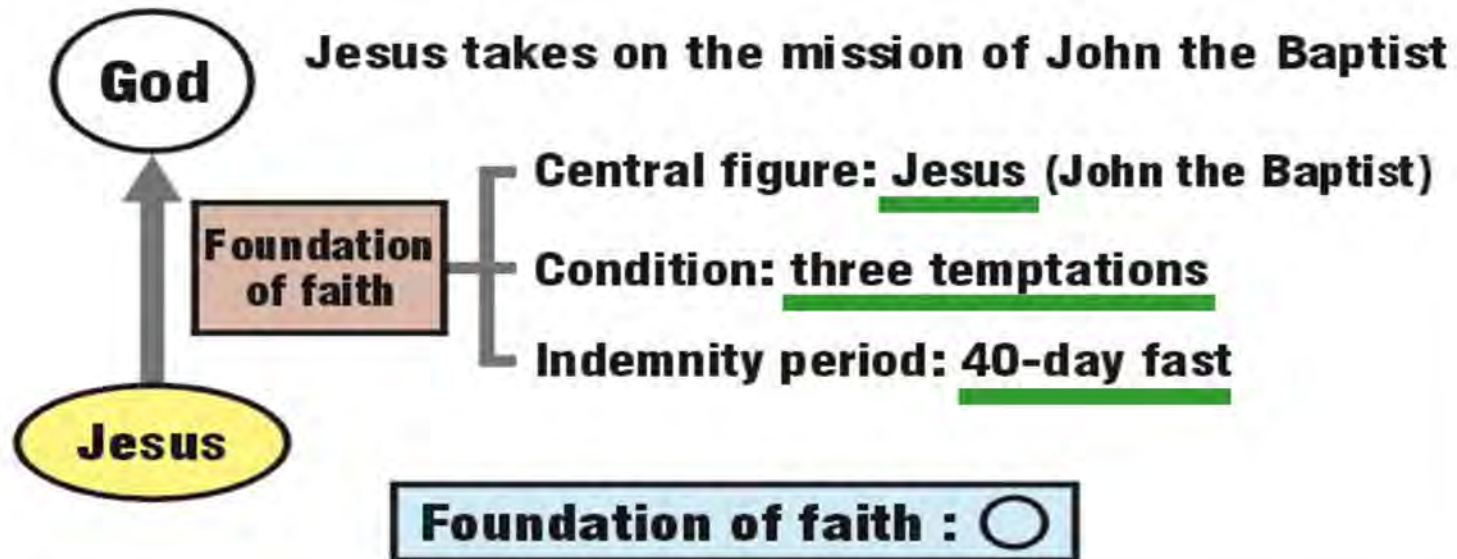 God
Jesus takes on the mission of John the Baptist
Central figure: Jesus (John the Baptist)
Foundation
of faith
Condition: three temptations
Indemnity period: 40-day fast
Jesus
Foundation of faith : ○